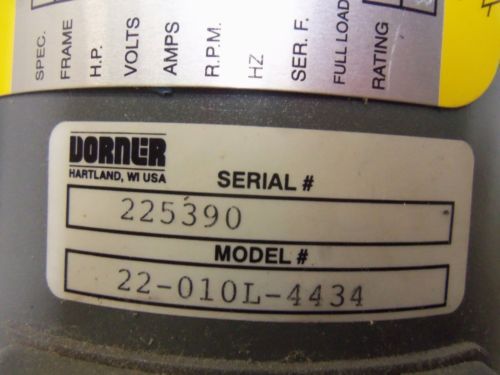 SPEC.
FRAME
H.P.
VOLTS
AMPS
R.P.M.
HZ
SER. F.
FULL LOAD
RATING
DORNER
HARTLAND, WI USA
SERIAL #
225390
MODEL #
22-010L-4434